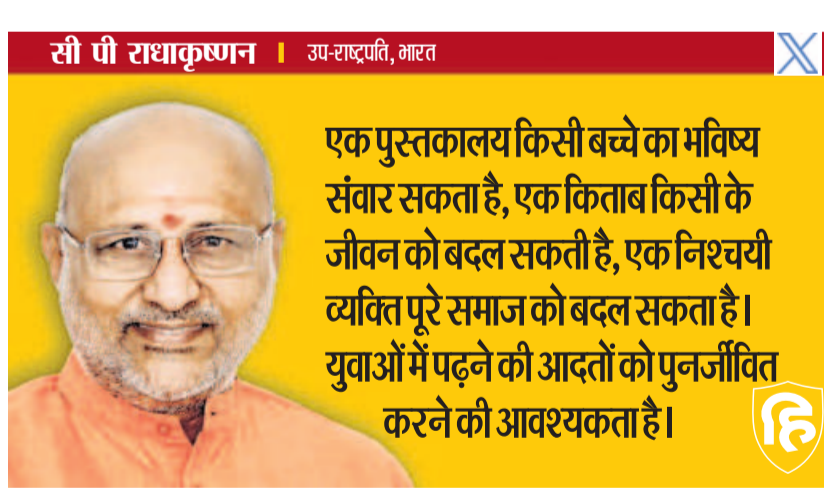 सी पी राधाकृष्णन | उप-राष्ट्रपति, भारत X
एक पुस्तकालय किसी बच्चे का भविष्य
संवार सकता है, एक किताब किसी के
जीवन को बदल सकती है, एक निश्चयी
व्यक्ति पूरे समाज को बदल सकता है।
युवाओं में पढ़ने की आदतों को पुनर्जीवित
करने की आवश्यकता है।
हि